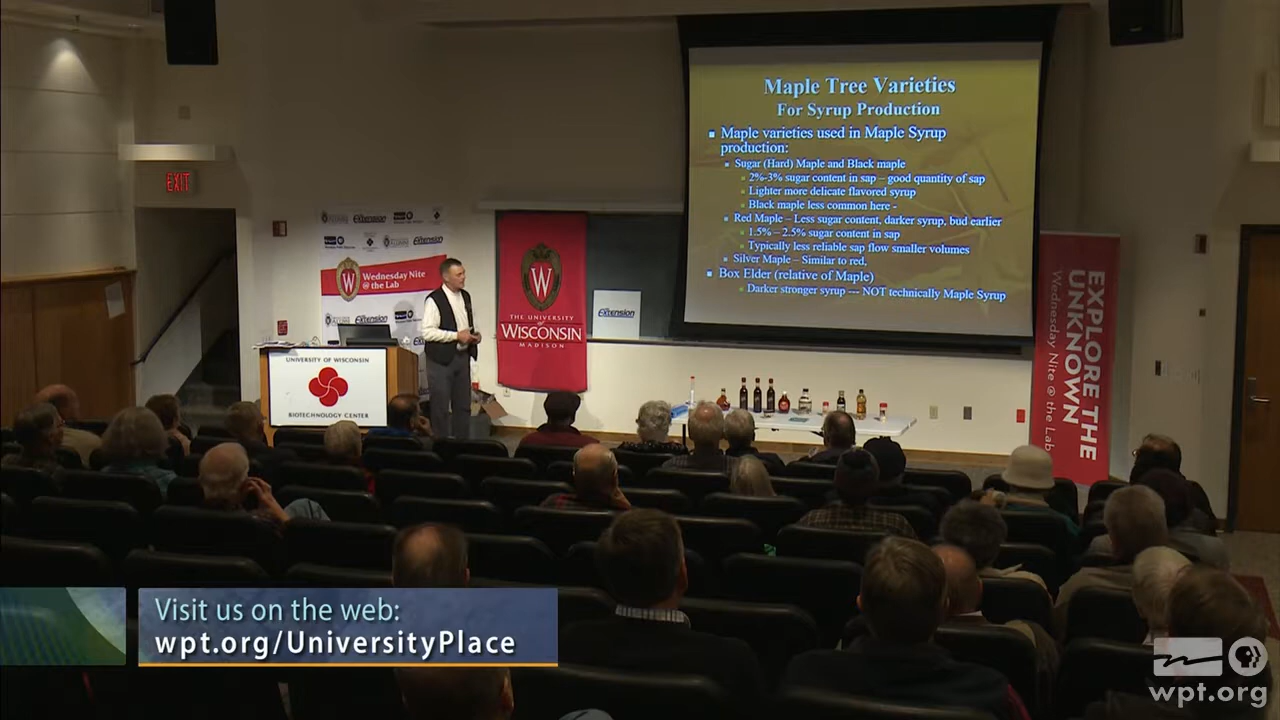 Maple Tree Varieties
For Syrup Production
Maple varieties used in Maple Syrup
production:
Sugar (Hard) Maple and Black maple
2%-3% sugar content in sap – good quantity of sap
Lighter more delicate flavored syrup
Black maple less common here -
Red Maple – Less sugar content, darker syrup, bud earlier
1.5% – 2.5% sugar content in sap
Typically less reliable sap flow smaller volumes
Silver Maple – Similar to red,
Box Elder (relative of Maple)
Darker stronger syrup --- NOT technically Maple Syrup
EXIT
Extension
Extension
W
Wednesday Nite
@ the Lab
Extension
W
THE UNIVERSITY
of
WISCONSIN
MADISON
Extension
EXPLORE THE
UNKNOWN
Wednesday Nite @ the Lab
UNIVERSITY OF WISCONSIN
BIOTECHNOLOGY CENTER
Visit us on the web:
wpt.org/UniversityPlace
wpt.org